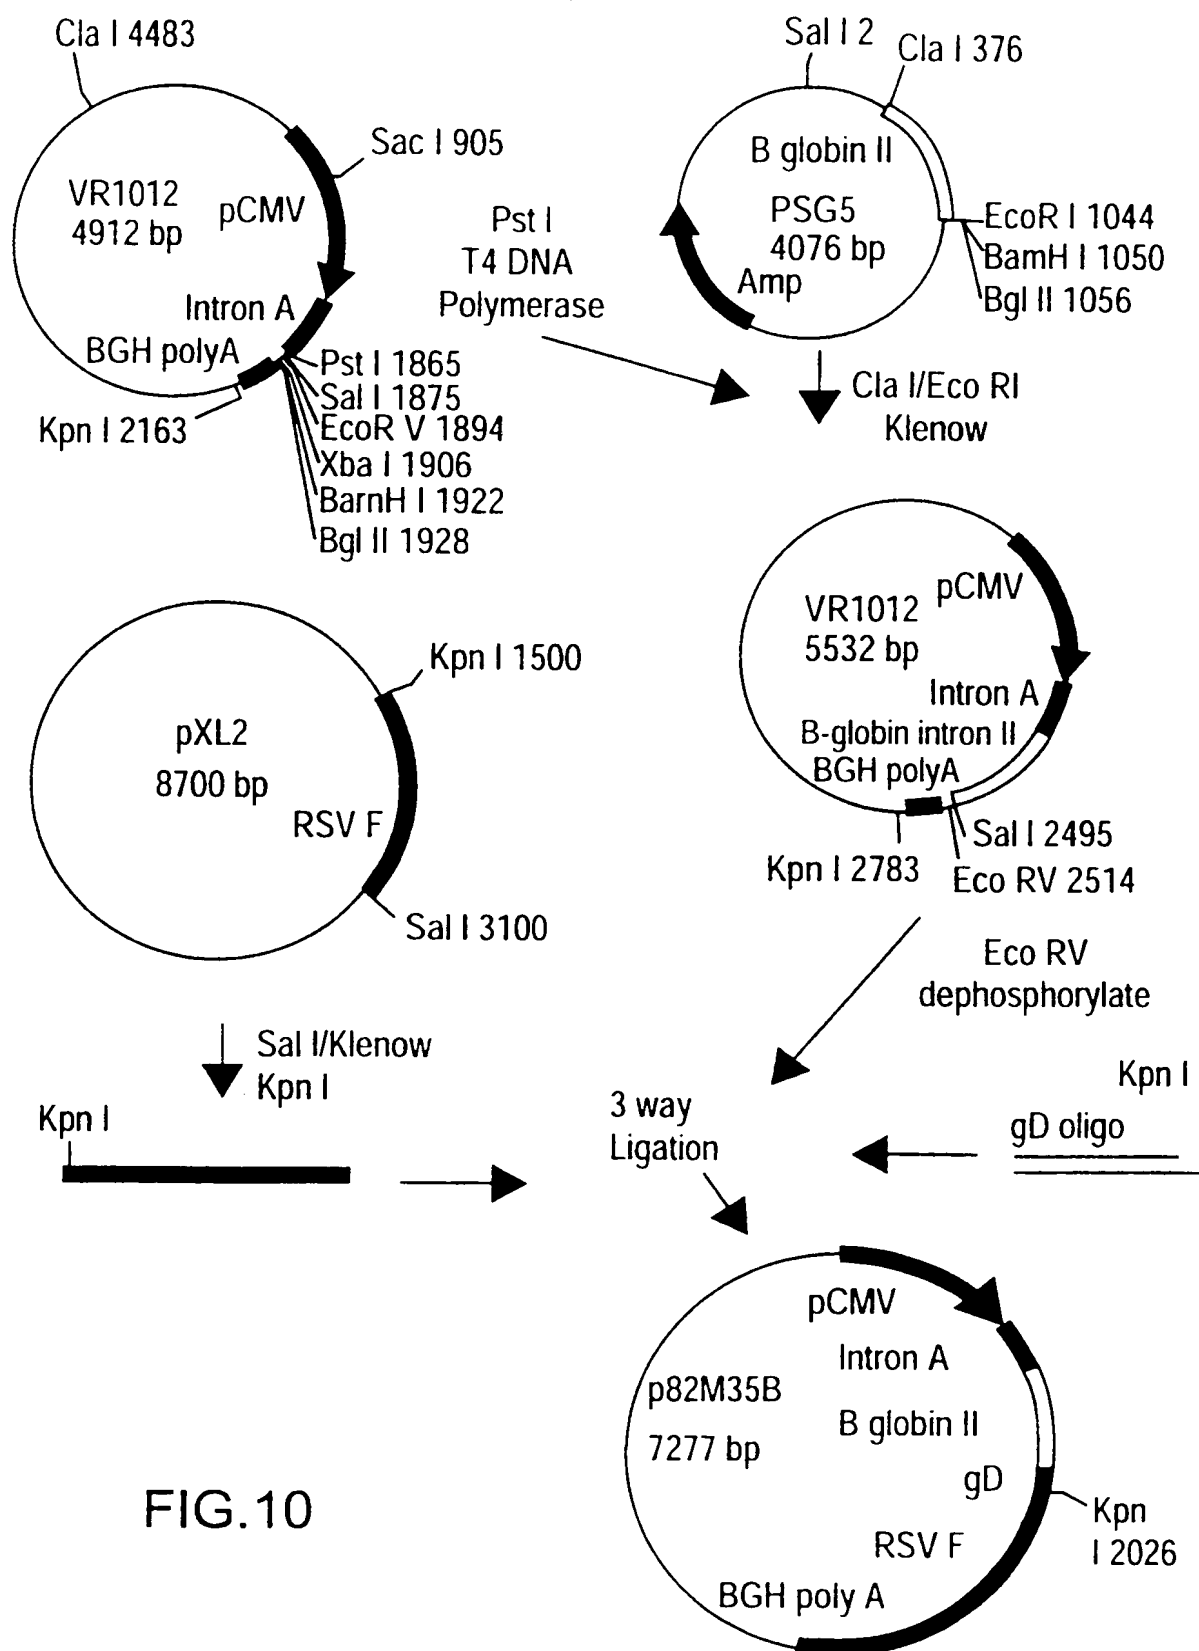 Cla I 4483
Sac I 905
VR1012
4912 bp
pCMV
Intron A
BGH polyA
Pst I 1865
Sal I 1875
EcoR V 1894
Xba I 1906
BarnH I 1922
Bgl II 1928
Kpn I 2163
Pst I
T4 DNA
Polymerase
Sal I 2
Cla I 376
B globin II
PSG5
4076 bp
Amp
EcoR I 1044
BamH I 1050
Bgl II 1056
Cla I/Eco RI
Klenow
pXL2
8700 bp
RSV F
Kpn I 1500
Sal I 3100
VR1012
5532 bp
pCMV
Intron A
B-globin intron II
BGH polyA
Sal I 2495
Kpn I 2783
Eco RV 2514
Eco RV
dephosphorylate
Sal I/Klenow
Kpn I
Kpn I
3 way
Ligation
Kpn I
gD oligo
pCMV
Intron A
p82M35B
7277 bp
B globin II
gD
Kpn
I 2026
RSV F
BGH poly A
FIG.10